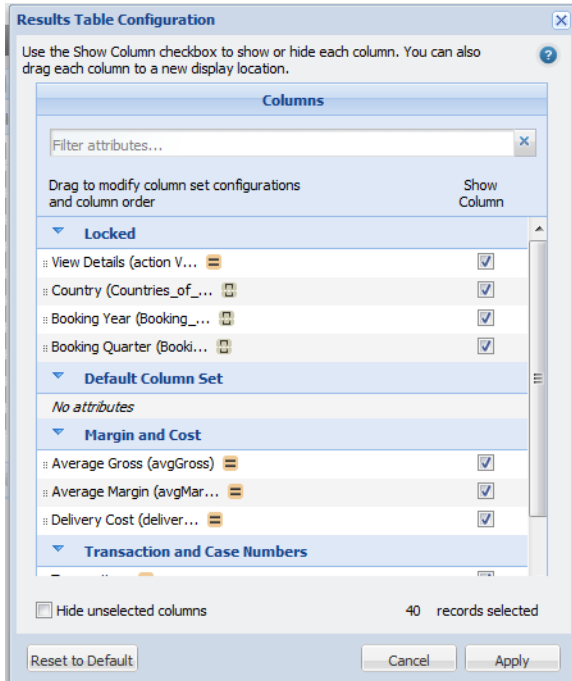 Results Table Configuration
Use the Show Column checkbox to show or hide each column. You can also
drag each column to a new display location.
Columns
Filter attributes...
Drag to modify column set configurations
and column order
Show
Column
Locked
View Details (action V...
Country (Countries_of_...
Booking Year (Booking_...
Booking Quarter (Booki...
Default Column Set
No attributes
Margin and Cost
Average Gross (avgGross)
Average Margin (avgMar...
Delivery Cost (deliver...
Transaction and Case Numbers
Hide unselected columns
40 records selected
Reset to Default
Cancel
Apply